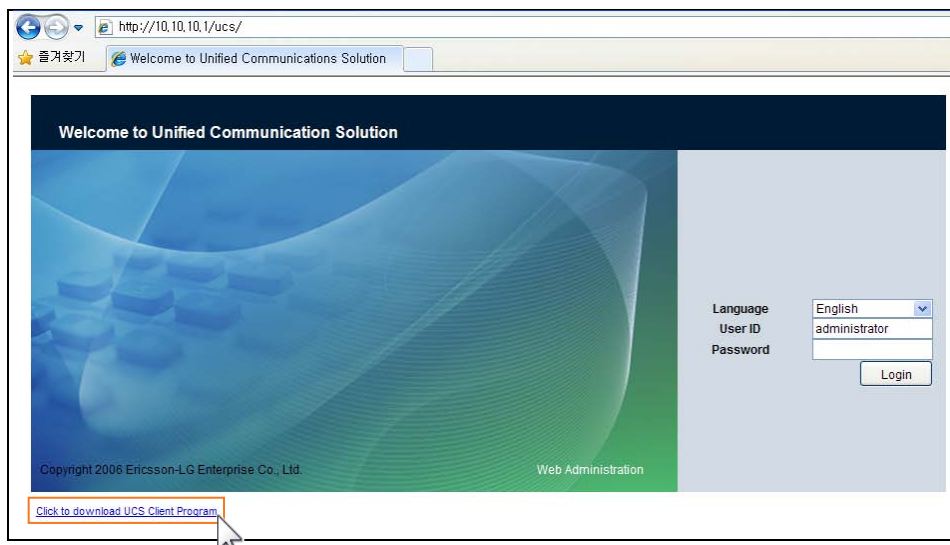 http://10,10,10,1/ucs/
즐겨찾기
Welcome to Unified Communications Solution
Welcome to Unified Communication Solution
Language English
User ID administrator
Password
Login
Copyright 2006 Ericsson-LG Enterprise Co., Ltd.
Web Administration
Click to download UCS Client Program